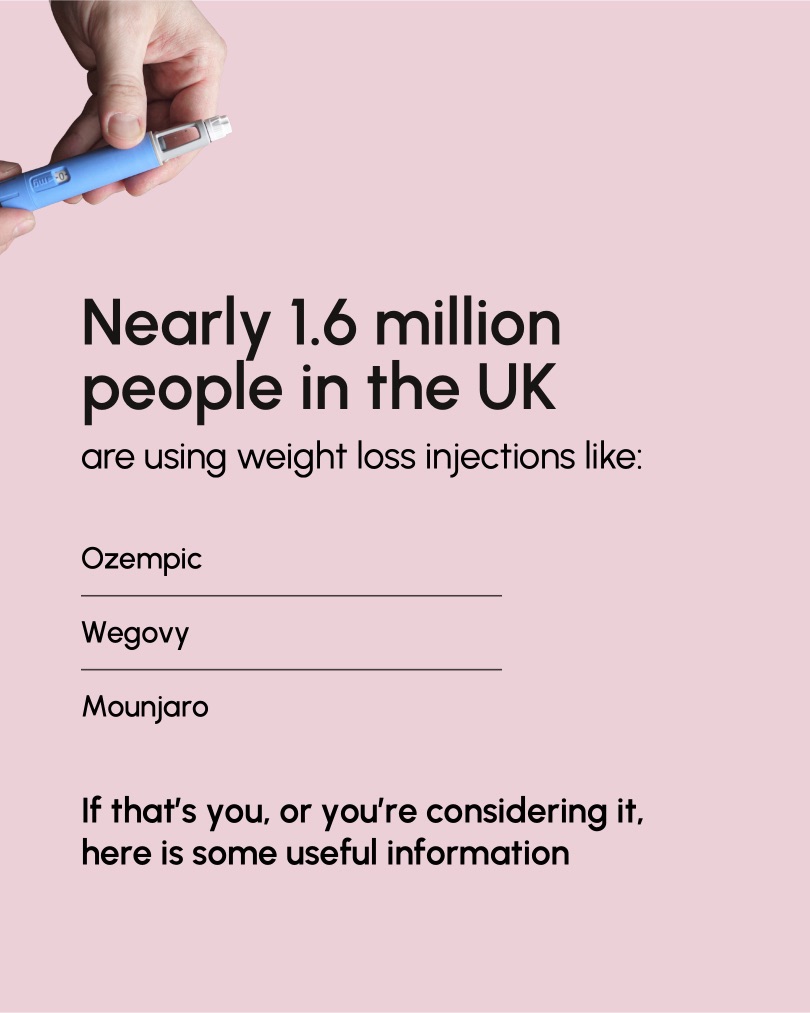 Nearly 1.6 million
people in the UK
are using weight loss injections like:
Ozempic
Wegovy
Mounjaro
If that’s you, or you’re considering it,
here is some useful information